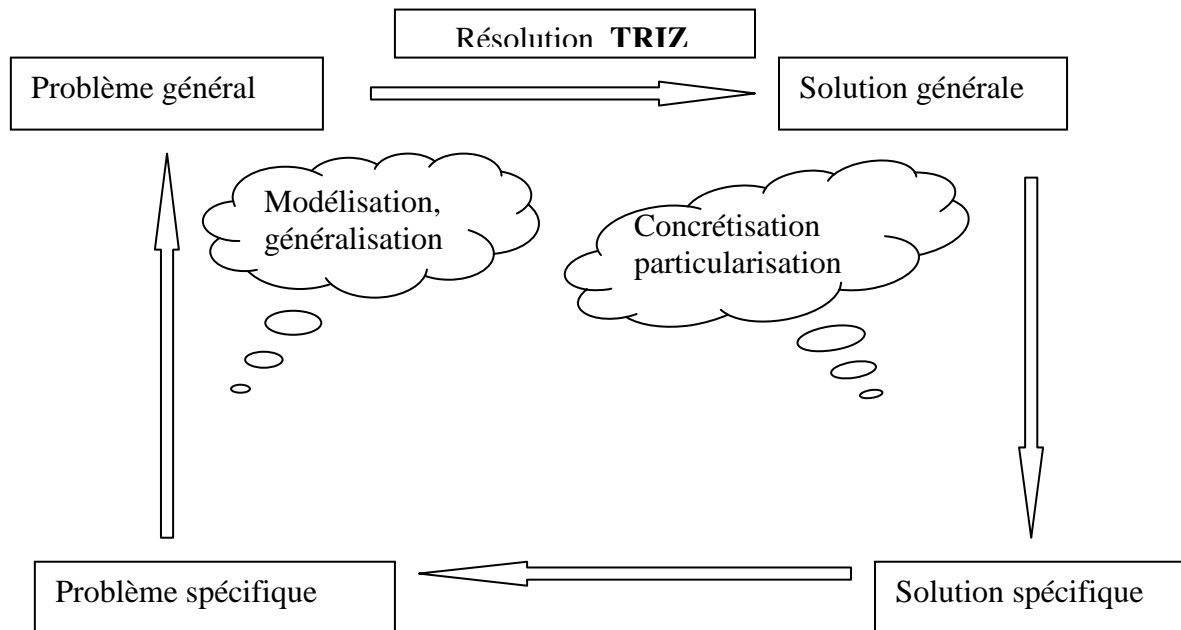 Résolution TRIZ
Problème général
Solution générale
Modélisation,
généralisation
Concrétisation
particularisation
Problème spécifique
Solution spécifique